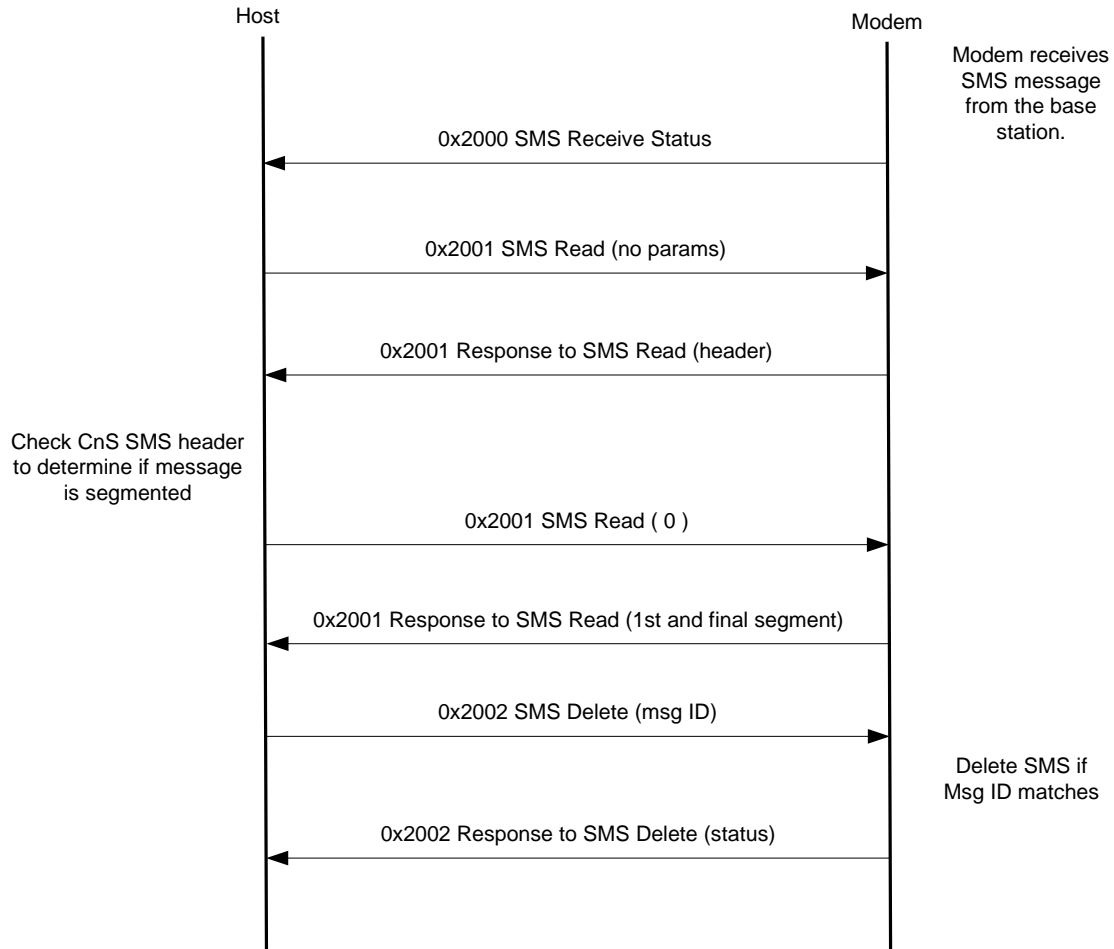 Host
Modem
Modem receives
SMS message
from the base
station.
0x2000 SMS Receive Status
0x2001 SMS Read (no params)
0x2001 Response to SMS Read (header)
Check CnS SMS header
to determine if message
is segmented
0x2001 SMS Read ( 0 )
0x2001 Response to SMS Read (1st and final segment)
0x2002 SMS Delete (msg ID)
Delete SMS if
Msg ID matches
0x2002 Response to SMS Delete (status)